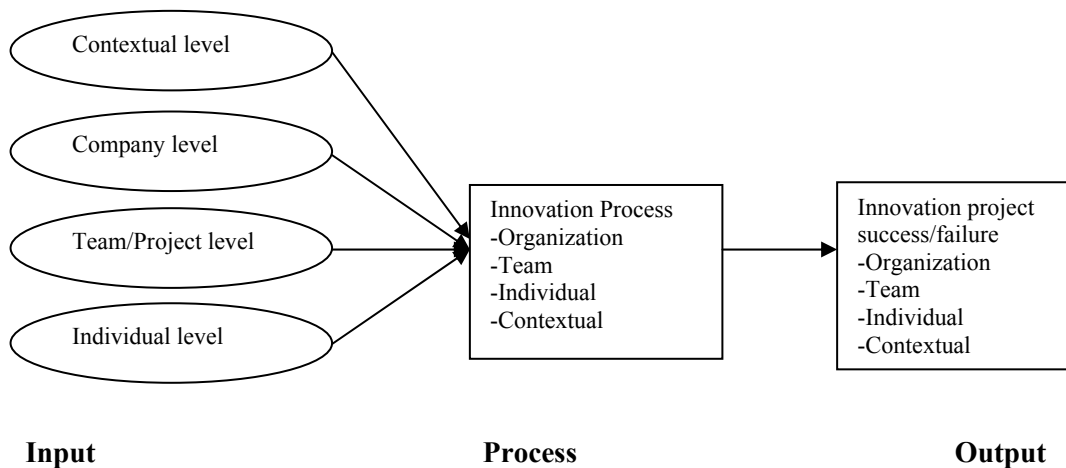 Contextual level
Company level
Team/Project level
Individual level
Innovation Process
-Organization
-Team
-Individual
-Contextual
Innovation project
success/failure
-Organization
-Team
-Individual
-Contextual
Input
Process
Output